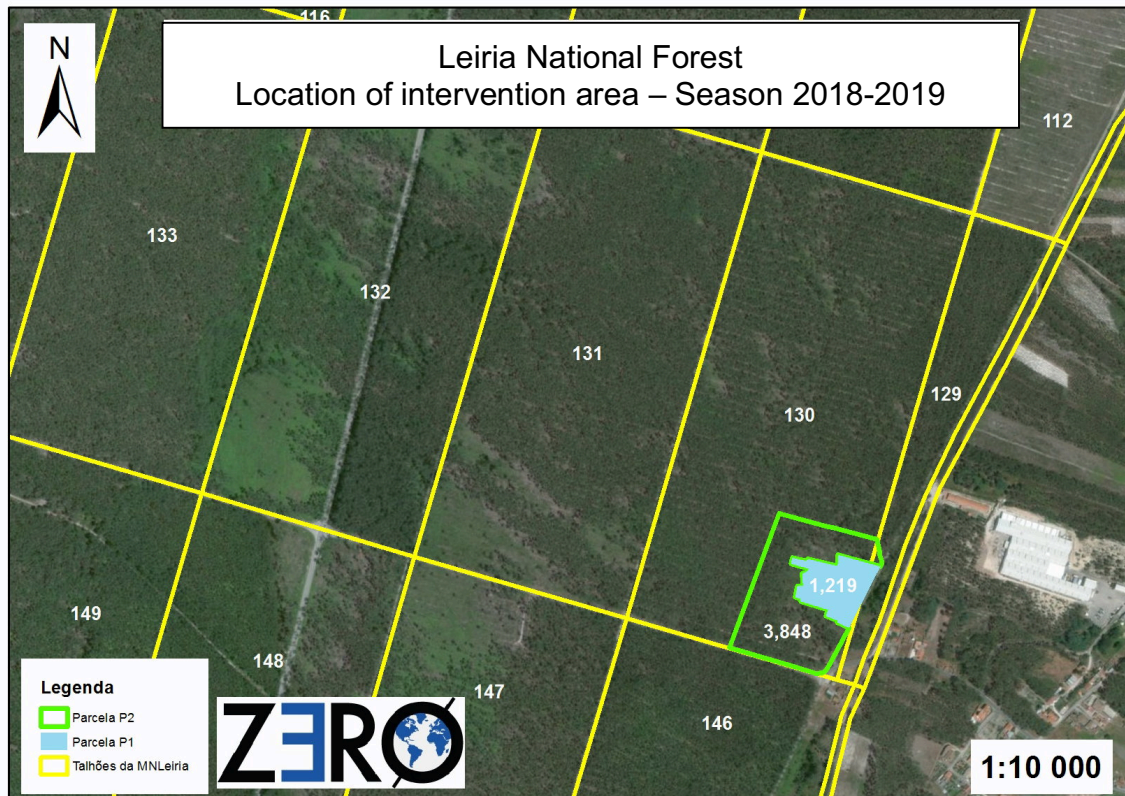 116
N
Leiria National Forest
Location of intervention area – Season 2018-2019
112
133
132
131
129
130
1,219
149
3,848
148
147
146
Legenda
Parcela P2
Parcela P1
Talhões da MNLeiria
ZERO
1:10 000